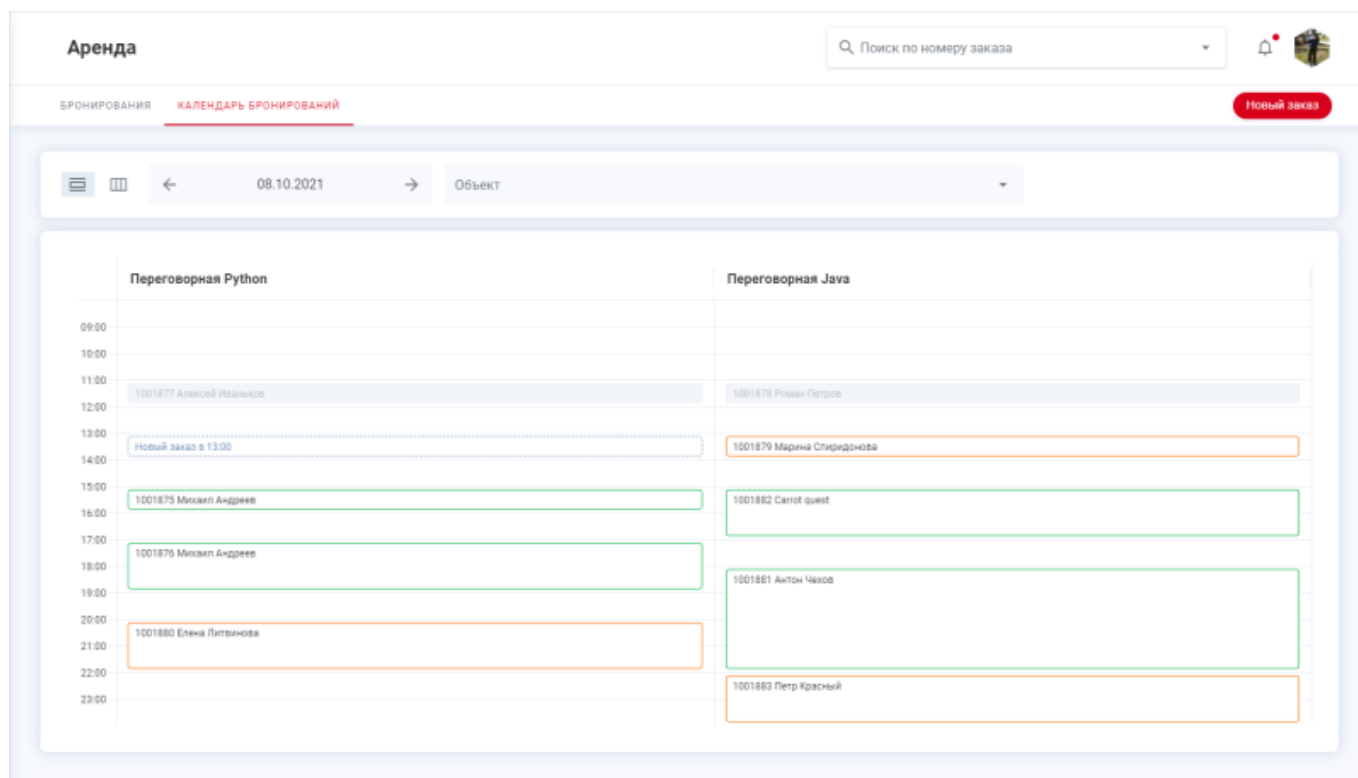 Аренда
Поиск по номеру заказа
БРОНИРОВАНИЯ
КАЛЕНДАРЬ БРОНИРОВАНИЙ
Новый заказ
08.10.2021
Объект
Переговорная Python
Переговорная Java
09:00
10:00
11:00
1001877 Алексей Иваньков
1001878 Роман Петров
12:00
13:00
Новый заказ в 13:00
1001879 Марина Спиридонова
14:00
15:00
1001875 Михаил Андреев
1001882 Carrot quest
16:00
17:00
1001876 Михаил Андреев
18:00
1001881 Антон Чехов
19:00
20:00
1001880 Елена Литвинова
21:00
22:00
1001883 Петр Красный
23:00